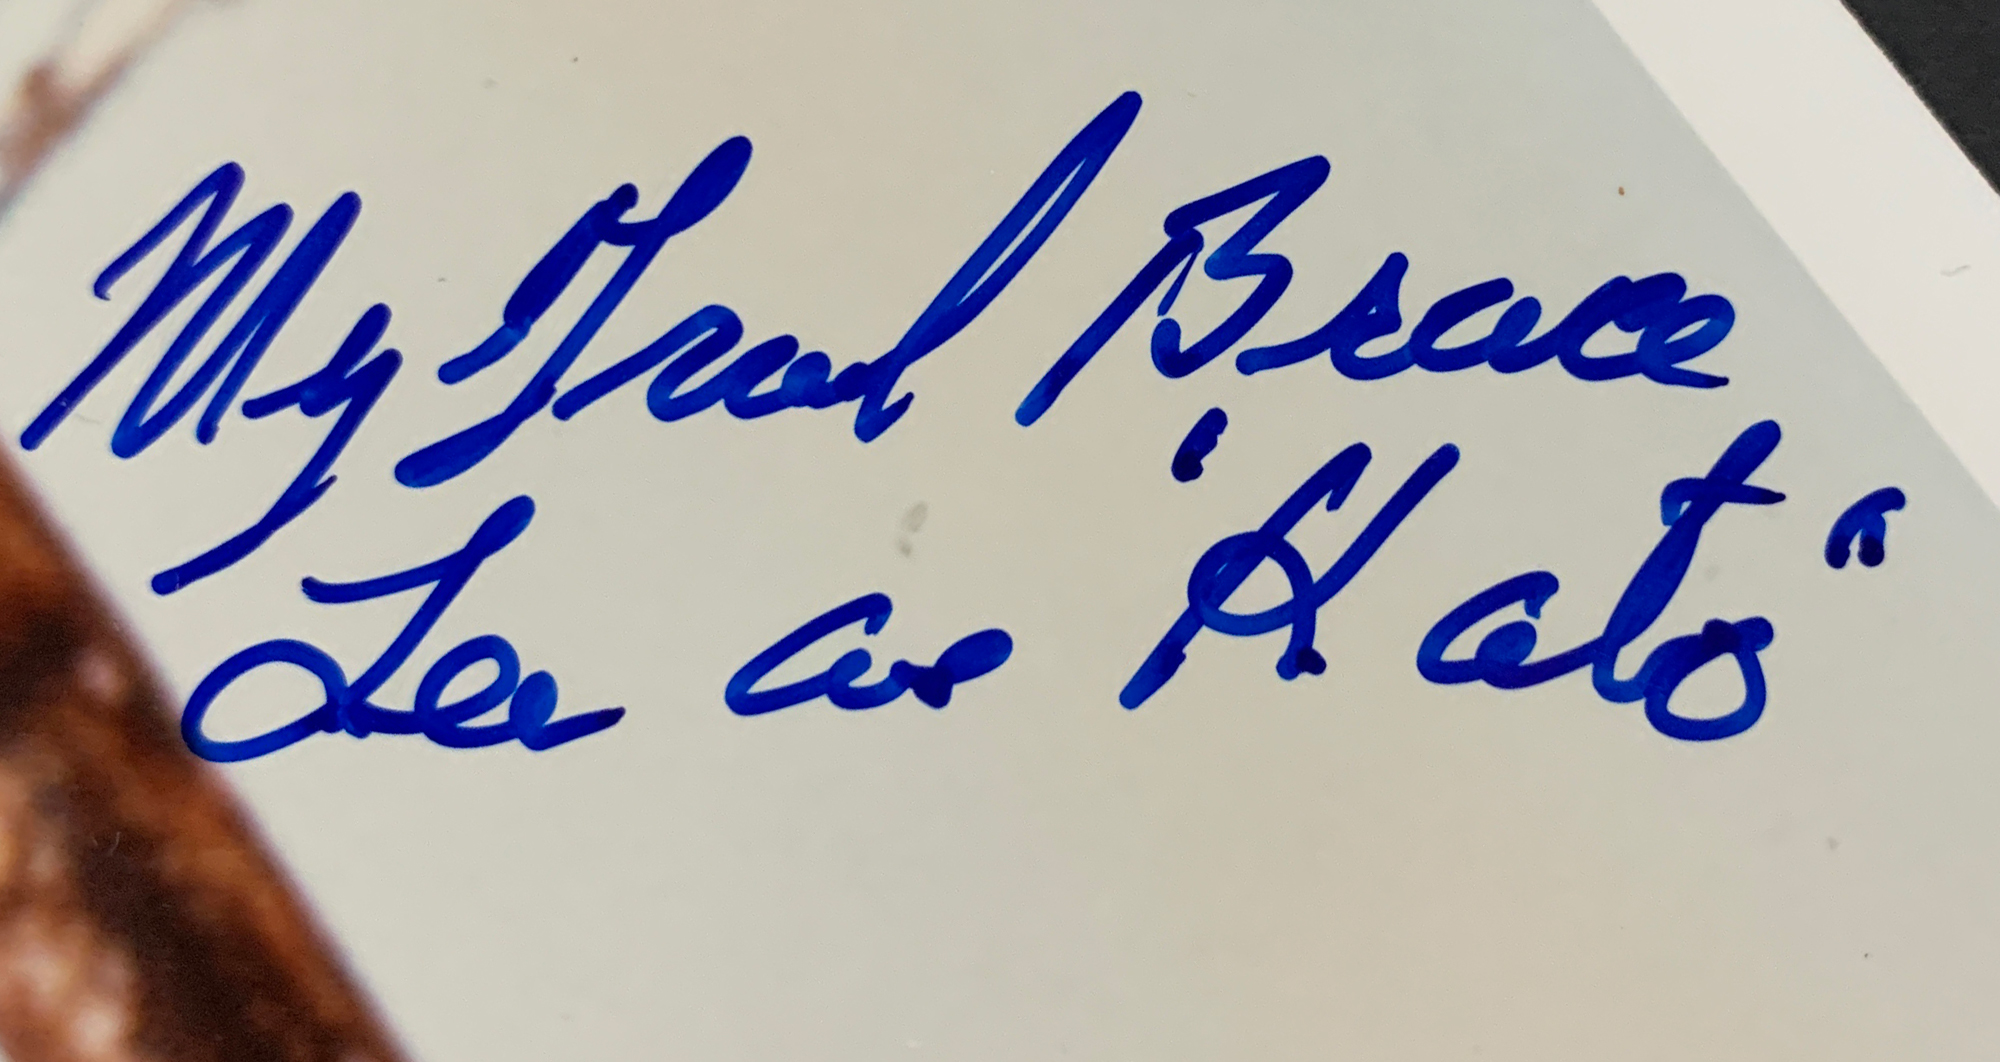 My Friend Bruce
Lee as "Kato"